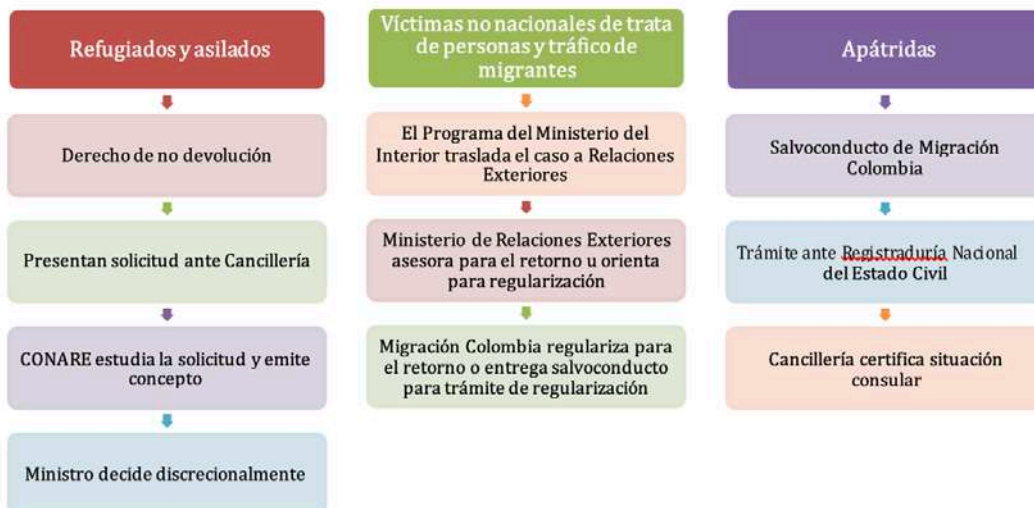 Refugiados y asilados
Derecho de no devolución
Presentan solicitud ante Cancillería
CONARE estudia la solicitud y emite
concepto
Ministro decide discrecionalmente
Víctimas no nacionales de trata
de personas y tráfico de
migrantes
El Programa del Ministerio del
Interior traslada el caso a Relaciones
Exteriores
Ministerio de Relaciones Exteriores
asesora para el retorno u orienta
para regularización
Migración Colombia regulariza para
el retorno o entrega salvoconducto
para trámite de regularización
Apátridas
Salvoconducto de Migración
Colombia
Trámite ante Registraduría Nacional
del Estado Civil
Cancillería certifica situación
consular